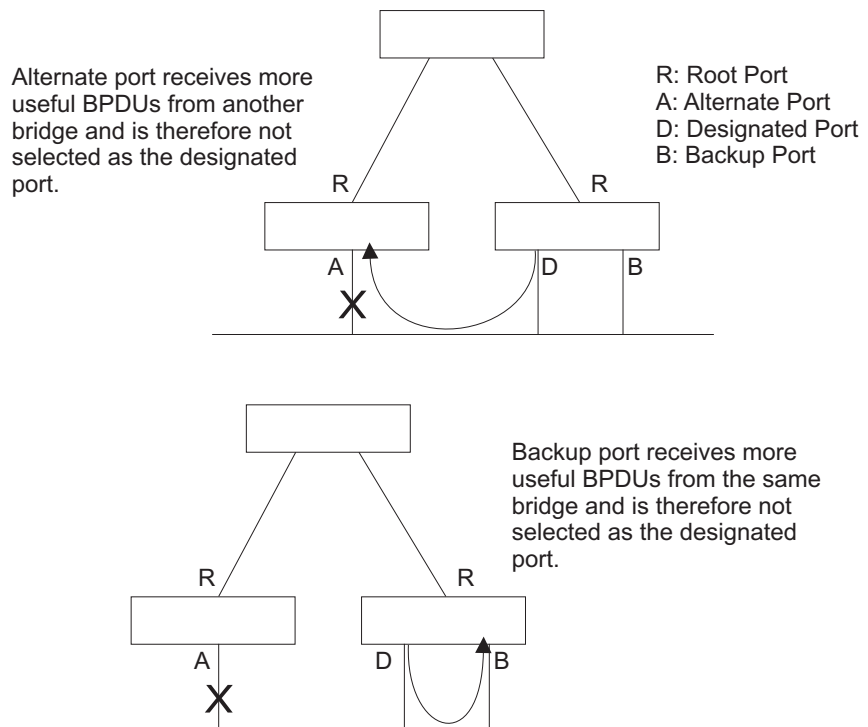 Alternate port receives more
useful BPDUs from another
bridge and is therefore not
selected as the designated
port.
R: Root Port
A: Alternate Port
D: Designated Port
B: Backup Port
R
R
A
D
B
X
Backup port receives more
useful BPDUs from the same
bridge and is therefore not
selected as the designated
port.
R
R
A
D
B
X